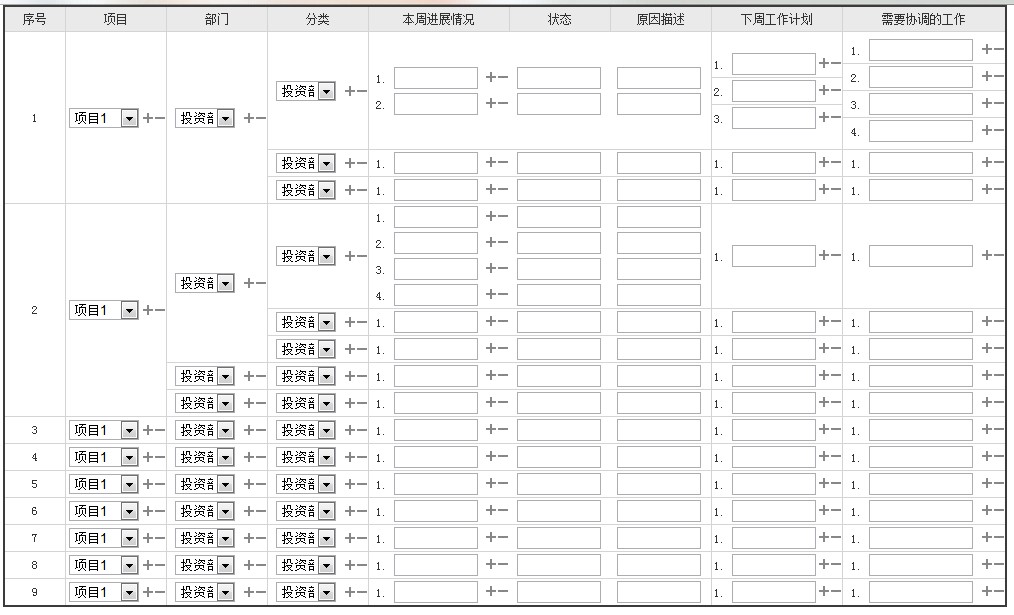 序号 项目 部门 分类 本周进展情况 状态 原因描述 下周工作计划 需要协调的工作
1 项目1 投资部 投资部 1. 1. 1.
2. 2. 2.
3. 3.
4.
投资部 1. 1. 1.
投资部 1. 1. 1.
2 项目1 投资部 投资部 1. 1. 1.
2.
3.
4.
投资部 1. 1. 1.
投资部 1. 1. 1.
投资部 投资部 1. 1. 1.
投资部 投资部 1. 1. 1.
3 项目1 投资部 投资部 1. 1. 1.
4 项目1 投资部 投资部 1. 1. 1.
5 项目1 投资部 投资部 1. 1. 1.
6 项目1 投资部 投资部 1. 1. 1.
7 项目1 投资部 投资部 1. 1. 1.
8 项目1 投资部 投资部 1. 1. 1.
9 项目1 投资部 投资部 1. 1. 1.